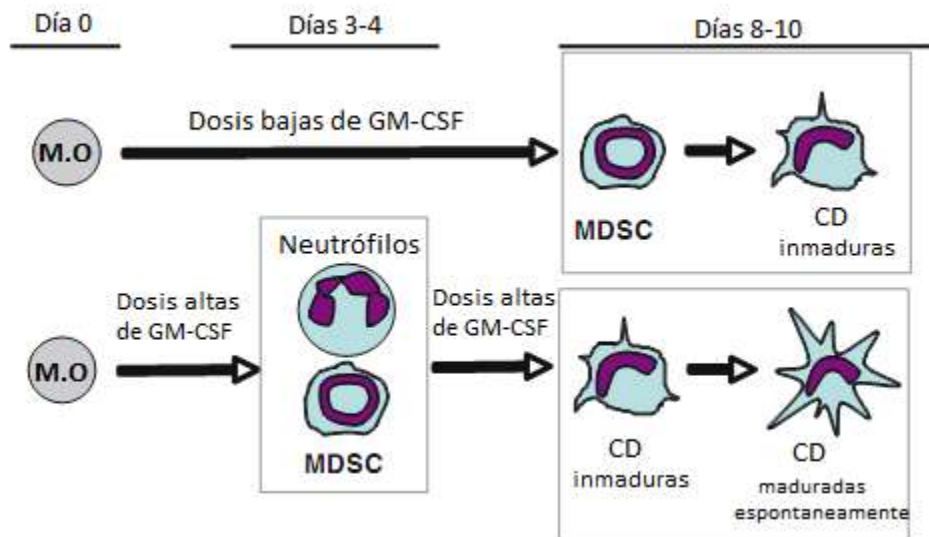 Día 0
Días 3-4
Días 8-10
Dosis bajas de GM-CSF
M.O
MDSC
CD
inmaduras
Neutrófilos
Dosis altas
de GM-CSF
Dosis altas
de GM-CSF
M.O
MDSC
CD
inmaduras
CD
maduradas
espontaneamente